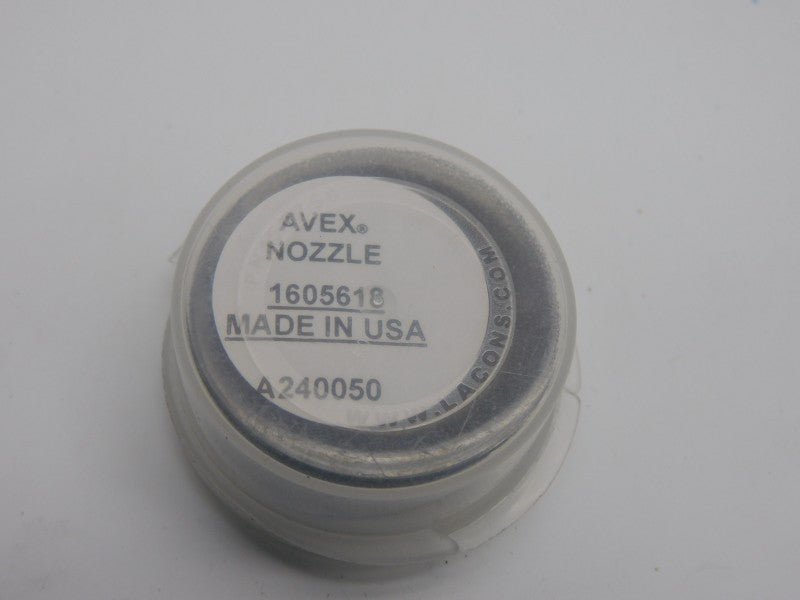 AVEX®
NOZZLE
1605618
MADE IN USA
A240050
WWW.LACONS.COM